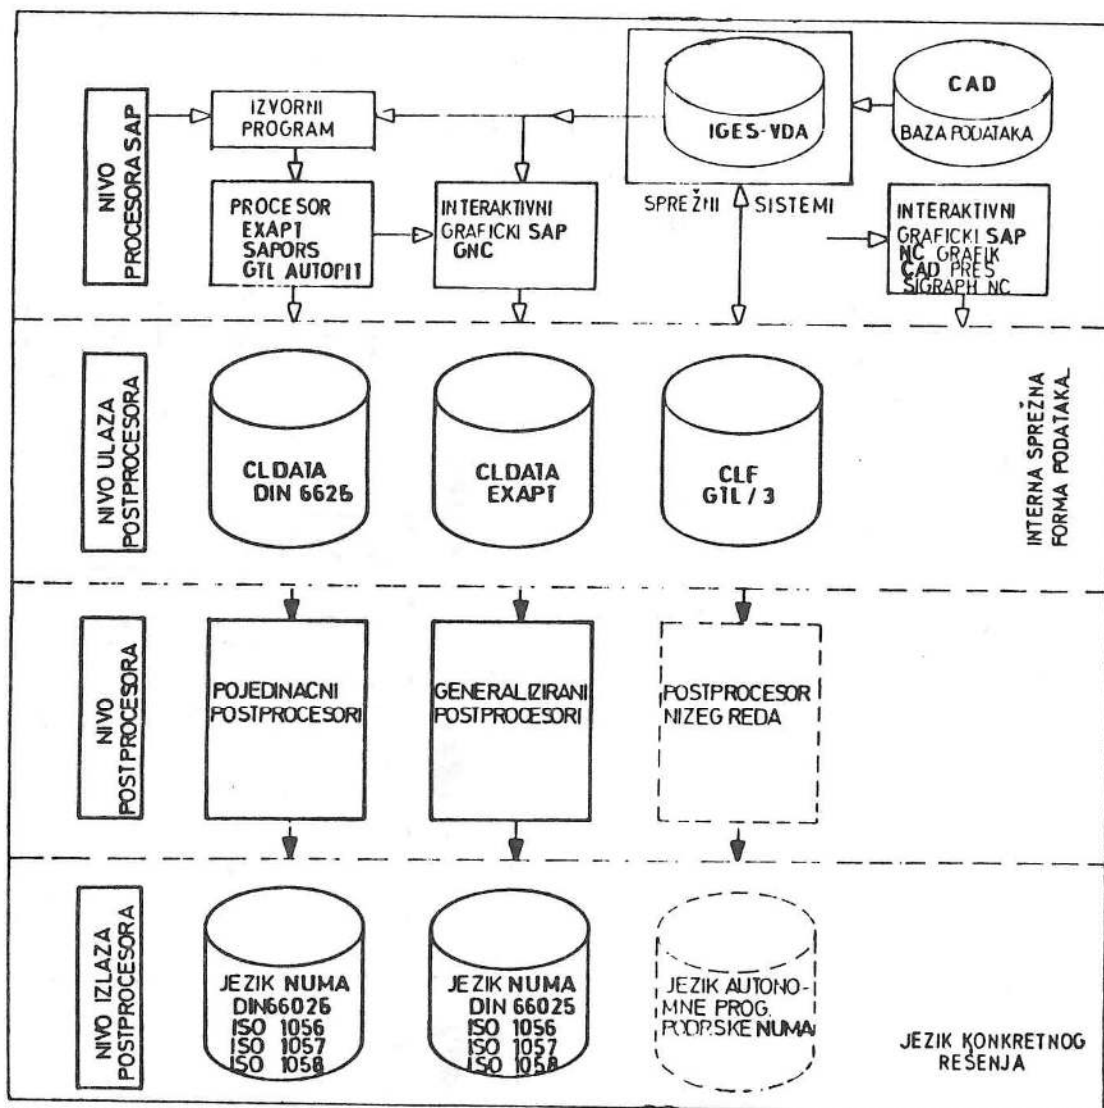 NIVO
PROCESORA SAP
IZVORNI
PROGRAM
IGES-VDA
CAD
BAZA PODATAKA
SPREŽNI SISTEMI
PROCESOR
EXAPT
SAPORS
GTL AUTOPIT
INTERAKTIVNI
GRAFICKI SAP
GNC
INTERAKTIVNI
GRAFICKI SAP
NC GRAFIK
CAD PRES
SIGRAPH NC
NIVO ULAZA
POSTPROCESORA
CLDATA
DIN 6626
CLDATA
EXAPT
CLF
GTL / 3
INTERNA SPREŽNA
FORMA PODATAKA
NIVO
POSTPROCESORA
POJEDINACNI
POSTPROCESORI
GENERALIZIRANI
POSTPROCESORI
POSTPROCESOR
NIZEG REDA
NIVO IZLAZA
POSTPROCESORA
JEZIK NUMA
DIN66026
ISO 1056
ISO 1057
ISO 1058
JEZIK NUMA
DIN 66025
ISO 1056
ISO 1057
ISO 1058
JEZIK AUTONO-
MNE PROG.
PODRSKE NUMA
JEZIK KONKRETNOG
REŠENJA